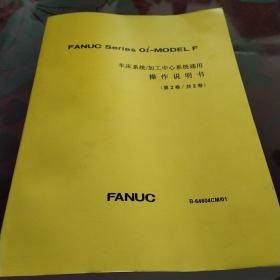 FANUC Series 0i-MODEL F
车床系统/加工中心系统通用
操作说明书
(第2卷/共2卷)
FANUC
B-64604CM/01